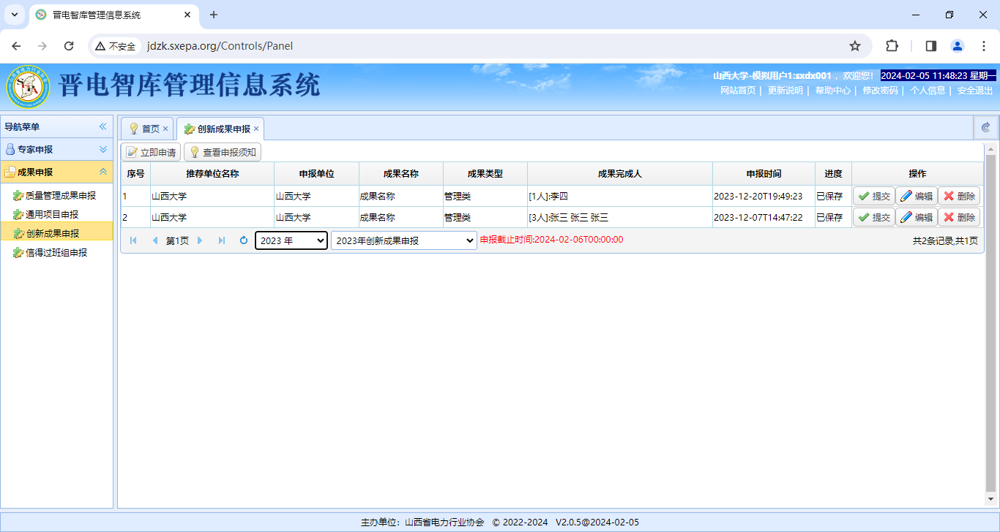 晋电智库管理信息系统
不安全 jdzk.sxepa.org/Controls/Panel
晋电智库管理信息系统
山西大学-模拟用户1:sxdx001 ，欢迎您! 2024-02-05 11:48:23 星期一
网站首页 | 更新说明 | 帮助中心 | 修改密码 | 个人信息 | 安全退出
导航菜单
专家申报
成果申报
质量管理成果申报
通用项目申报
创新成果申报
信得过班组申报
首页 创新成果申报
立即申请 查看申报须知
序号 推荐单位名称 申报单位 成果名称 成果类型 成果完成人 申报时间 进度 操作
1 山西大学 山西大学 成果名称 管理类 [1人]:李四 2023-12-20T19:49:23 已保存 提交 编辑 删除
2 山西大学 山西大学 成果名称 管理类 [3人]:张三 张三 张三 2023-12-07T14:47:22 已保存 提交 编辑 删除
第1页 2023 年 2023年创新成果申报 申报截止时间:2024-02-06T00:00:00 共2条记录,共1页
主办单位：山西省电力行业协会 © 2022-2024 V2.0.5@2024-02-05